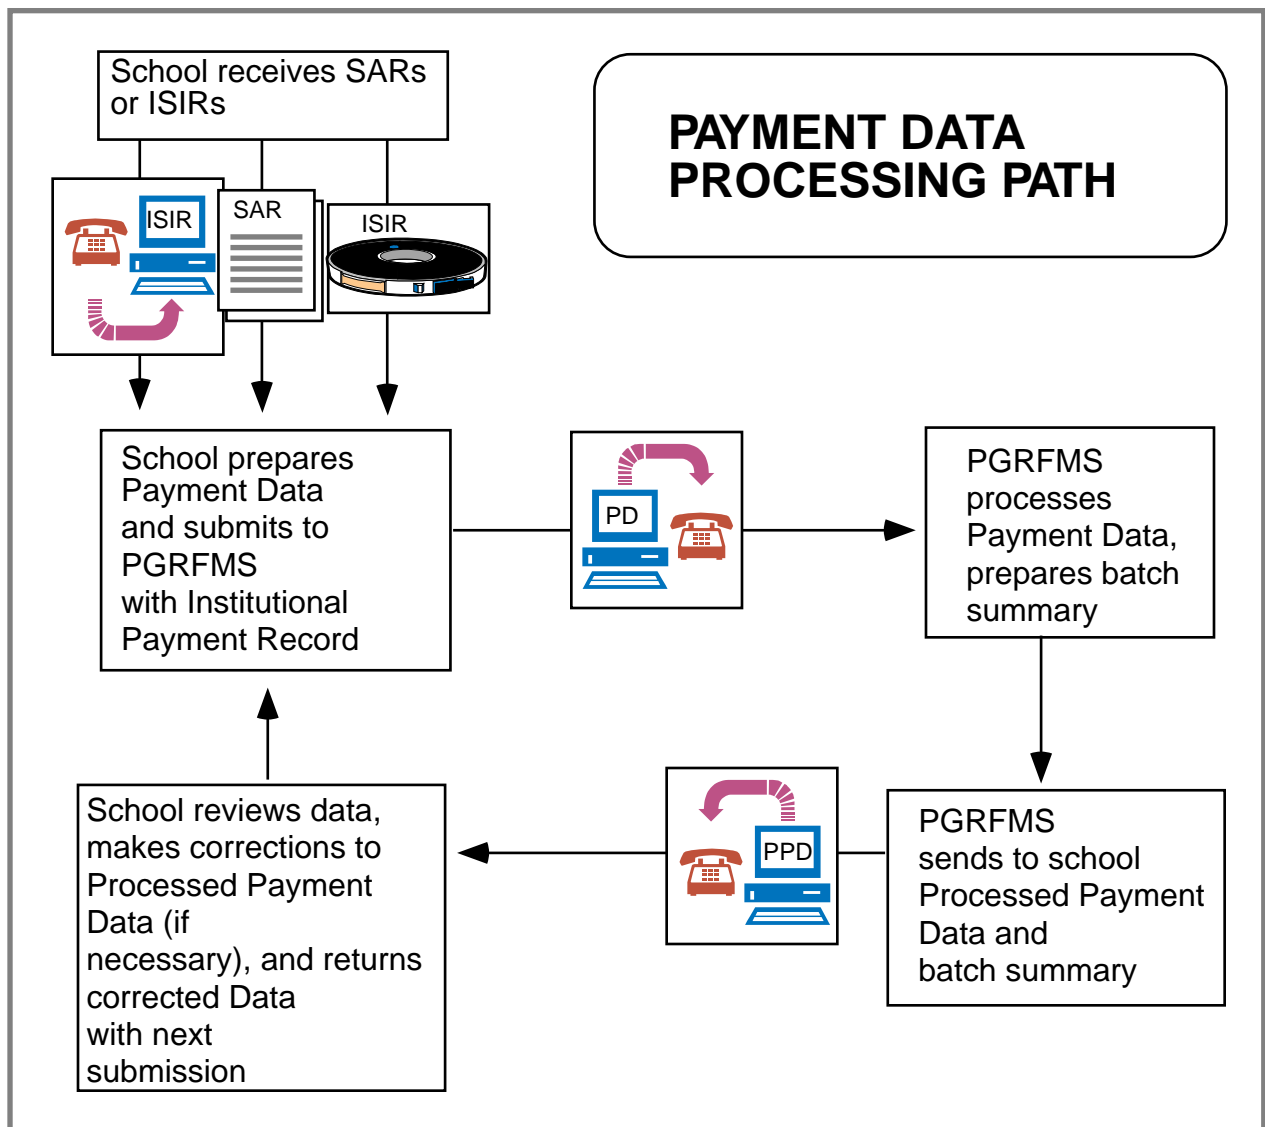 School receives SARs
or ISIRs
PAYMENT DATA
PROCESSING PATH
ISIR
SAR
ISIR
School prepares
Payment Data
and submits to
PGRFMS
with Institutional
Payment Record
PD
PGRFMS
processes
Payment Data,
prepares batch
summary
PGRFMS
sends to school
Processed Payment
Data and
batch summary
PPD
School reviews data,
makes corrections to
Processed Payment
Data (if
necessary), and returns
corrected Data
with next
submission